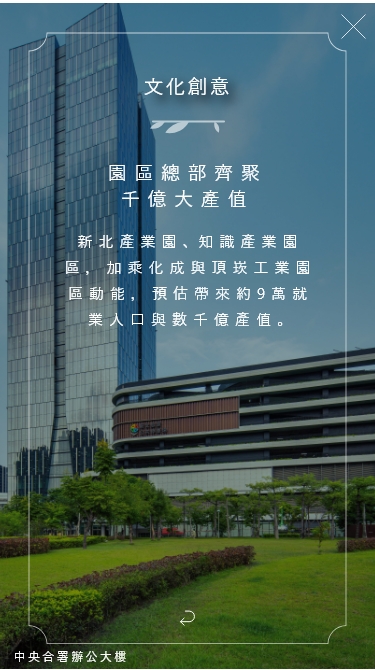 文化創意
園區總部齊聚
千億大產值
新北產業園、知識產業園
區，加乘化成與頂崁工業園
區動能，預估帶來約9萬就
業人口與數千億產值。
中央合署辦公大樓